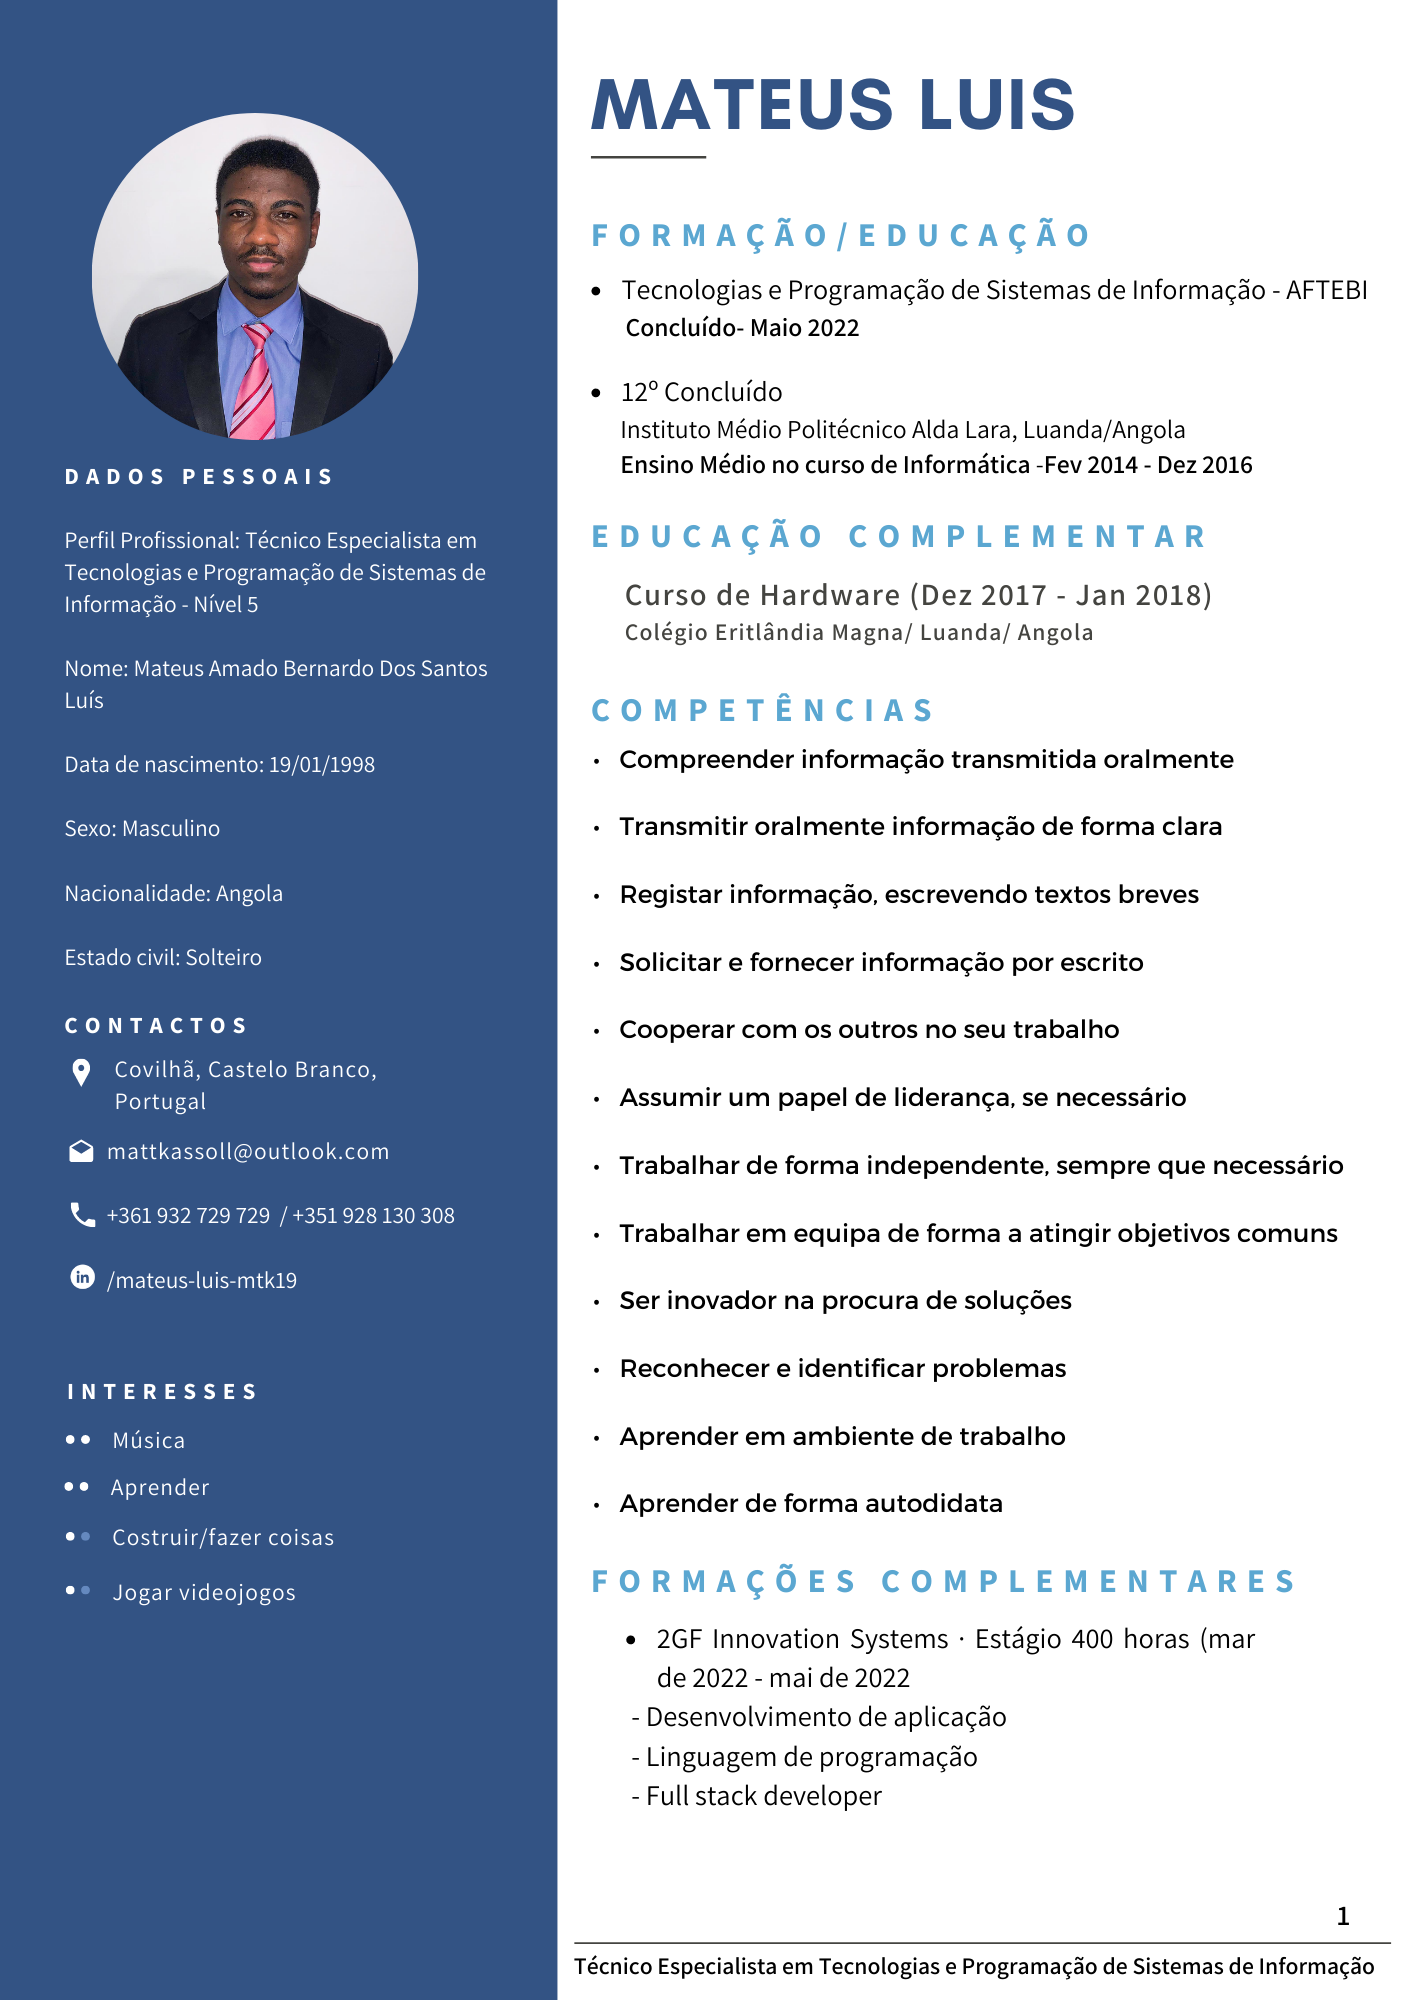 MATEUS LUIS
DADOS PESSOAIS
Perfil Profissional: Técnico Especialista em
Tecnologias e Programação de Sistemas de
Informação - Nível 5
Nome: Mateus Amado Bernardo Dos Santos
Luís
Data de nascimento: 19/01/1998
Sexo: Masculino
Nacionalidade: Angola
Estado civil: Solteiro
CONTACTOS
Covilhã, Castelo Branco,
Portugal
mattkassoll@outlook.com
+361 932 729 729 / +351 928 130 308
in /mateus-luis-mtk19
INTERESSES
Música
Aprender
Costruir/fazer coisas
Jogar videojogos
FORMAÇÃO/EDUCAÇÃO
• Tecnologias e Programação de Sistemas de Informação - AFTEBI
Concluído- Maio 2022
• 12º Concluído
Instituto Médio Politécnico Alda Lara, Luanda/Angola
Ensino Médio no curso de Informática -Fev 2014 - Dez 2016
EDUCAÇÃO COMPLEMENTAR
Curso de Hardware (Dez 2017 - Jan 2018)
Colégio Eritlândia Magna/ Luanda/ Angola
COMPETÊNCIAS
• Compreender informação transmitida oralmente
• Transmitir oralmente informação de forma clara
• Registar informação, escrevendo textos breves
• Solicitar e fornecer informação por escrito
• Cooperar com os outros no seu trabalho
• Assumir um papel de liderança, se necessário
• Trabalhar de forma independente, sempre que necessário
• Trabalhar em equipa de forma a atingir objetivos comuns
• Ser inovador na procura de soluções
• Reconhecer e identificar problemas
• Aprender em ambiente de trabalho
• Aprender de forma autodidata
FORMAÇÕES COMPLEMENTARES
• 2GF Innovation Systems · Estágio 400 horas (mar
de 2022 - mai de 2022
- Desenvolvimento de aplicação
- Linguagem de programação
- Full stack developer
1
Técnico Especialista em Tecnologias e Programação de Sistemas de Informação